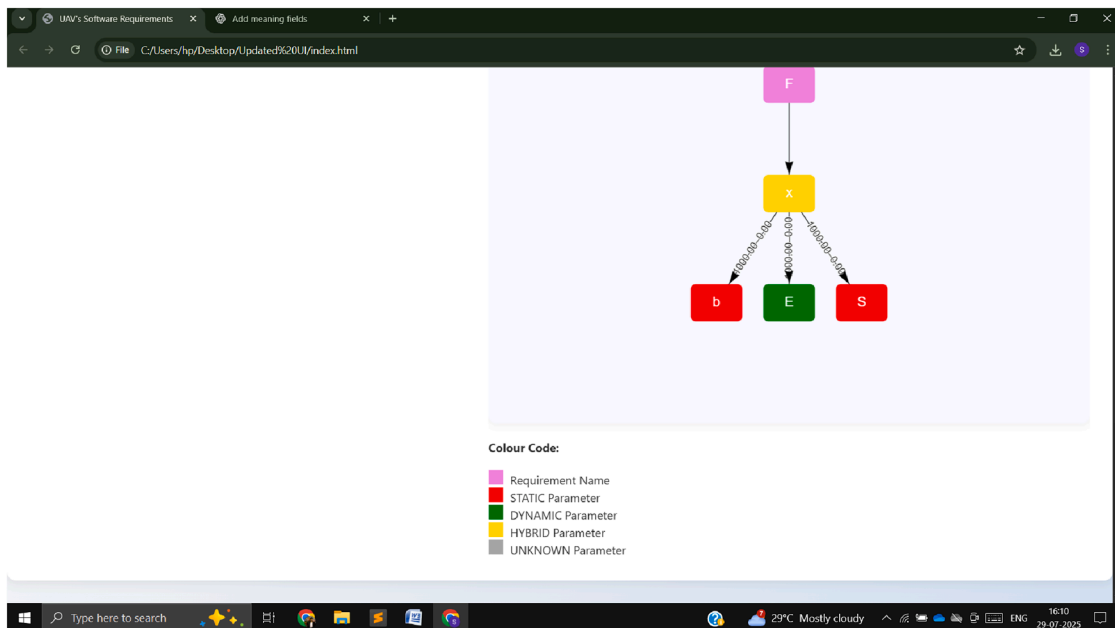 UAV's Software Requirements
Add meaning fields
File C:/Users/hp/Desktop/Updated%20UI/index.html
S
F
X
b E S
Colour Code:
Requirement Name
STATIC Parameter
DYNAMIC Parameter
HYBRID Parameter
UNKNOWN Parameter
Type here to search
7
29°C Mostly cloudy
ENG
16:10
29-07-2025